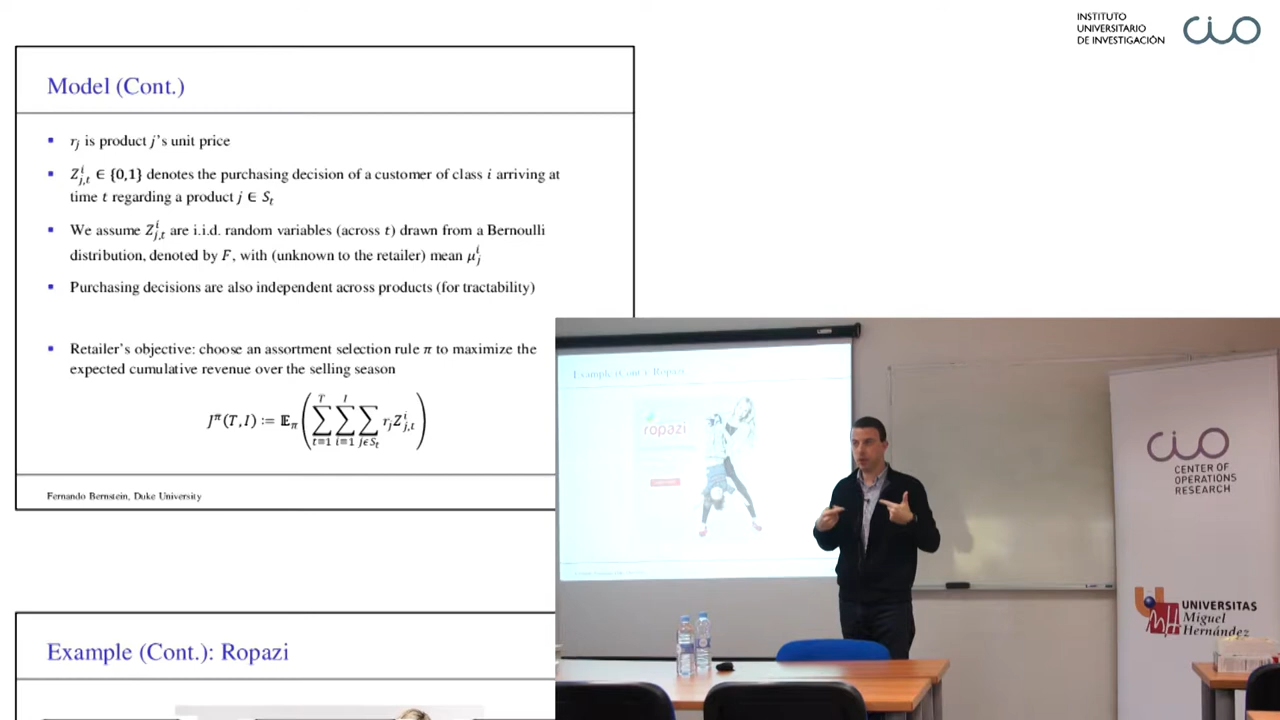 INSTITUTO
UNIVERSITARIO
DE INVESTIGACIÓN
CIO
Model (Cont.)
▪ r_j is product j's unit price
▪ Z^i_{j,t} ∈ {0,1} denotes the purchasing decision of a customer of class i arriving at
time t regarding a product j ∈ S_t
▪ We assume Z^i_{j,t} are i.i.d. random variables (across t) drawn from a Bernoulli
distribution, denoted by F, with (unknown to the retailer) mean μ^i_j
▪ Purchasing decisions are also independent across products (for tractability)
▪ Retailer's objective: choose an assortment selection rule π to maximize the
expected cumulative revenue over the selling season
J^π(T,I) := 𝔼_π ( ∑_{t=1}^{T} ∑_{i=1}^{I} ∑_{j∈S_t} r_j Z^i_{j,t} )
Fernando Bernstein, Duke University
Example (Cont.): Ropazi
Example (Cont.): Ropazi
ropazi
CIO
CENTER OF
OPERATIONS
RESEARCH
UNIVERSITAS
Miguel
Hernández